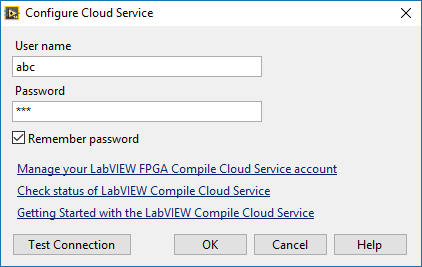 Configure Cloud Service
User name
abc
Password
***
Remember password
Manage your LabVIEW FPGA Compile Cloud Service account
Check status of LabVIEW Compile Cloud Service
Getting Started with the LabVIEW Compile Cloud Service
Test Connection OK Cancel Help